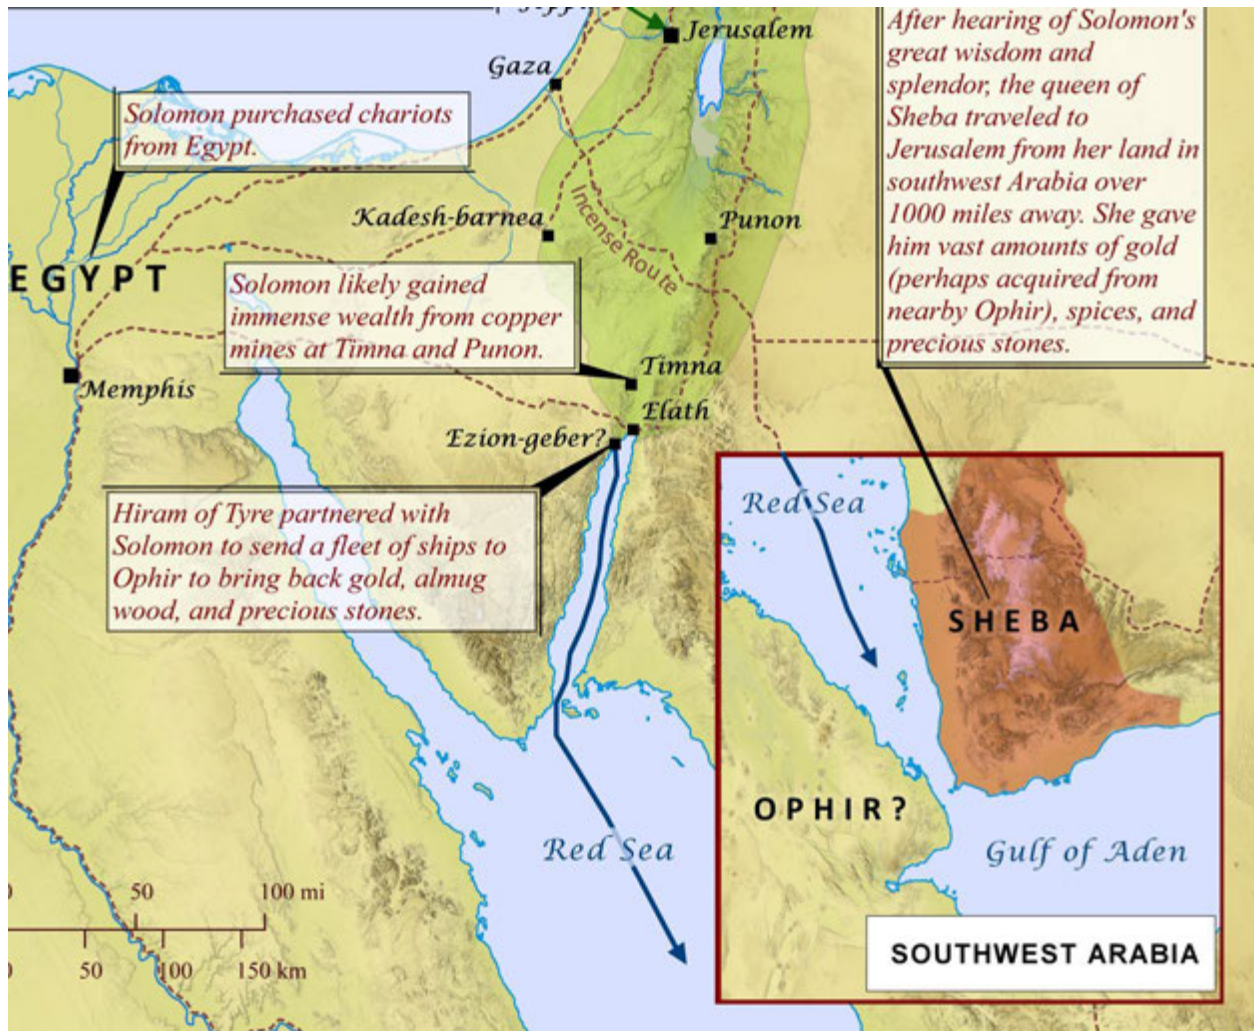 Jerusalem
Gaza
Solomon purchased chariots
from Egypt.
After hearing of Solomon's
great wisdom and
splendor, the queen of
Sheba traveled to
Jerusalem from her land in
southwest Arabia over
1000 miles away. She gave
him vast amounts of gold
(perhaps acquired from
nearby Ophir), spices, and
precious stones.
Kadesh-barnea
Incense Route
Punon
EGYPT
Solomon likely gained
immense wealth from copper
mines at Timna and Punon.
Timna
Memphis
Elath
Ezion-geber?
Hiram of Tyre partnered with
Solomon to send a fleet of ships to
Ophir to bring back gold, almug
wood, and precious stones.
Red Sea
SHEBA
OPHIR?
Red Sea
Gulf of Aden
50 100 mi
50 100 150 km
SOUTHWEST ARABIA